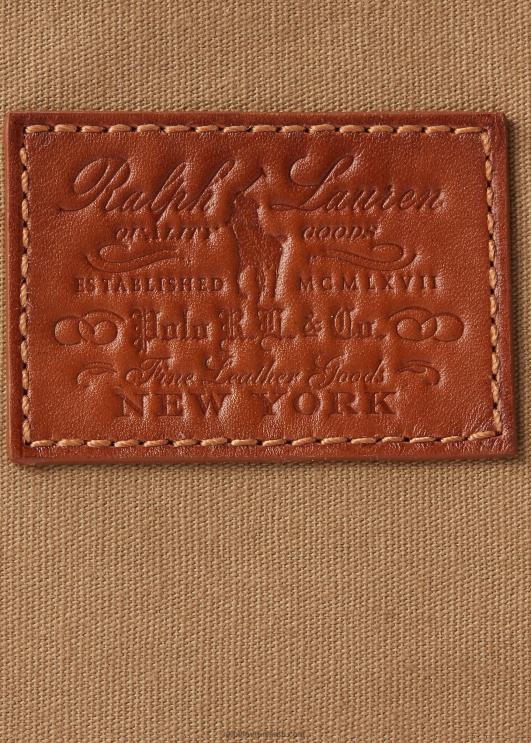 Ralph Lauren
QUALITY GOODS
ESTABLISHED MCMLXVII
Polo R.L. & Co.
Fine Leather Goods
NEW YORK